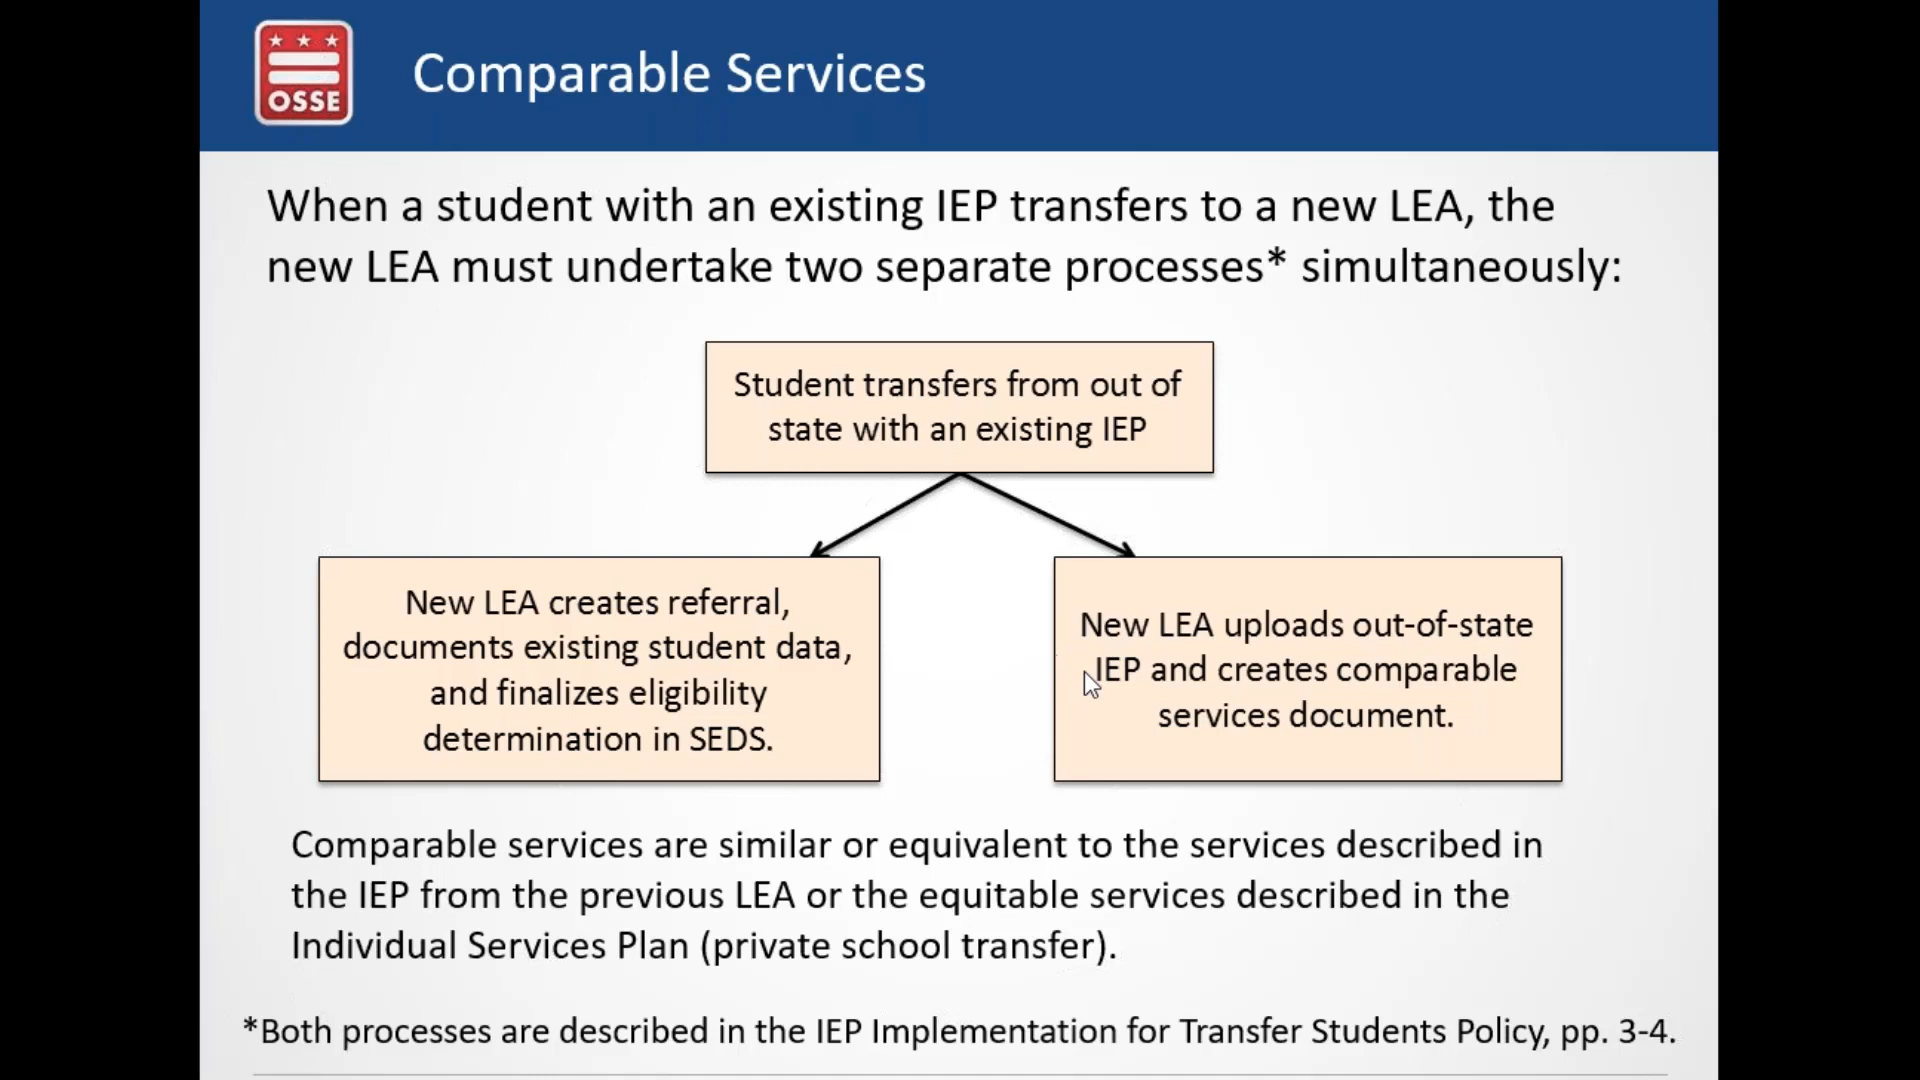 OSSE
Comparable Services
When a student with an existing IEP transfers to a new LEA, the
new LEA must undertake two separate processes* simultaneously:
Student transfers from out of
state with an existing IEP
New LEA creates referral,
documents existing student data,
and finalizes eligibility
determination in SEDS.
New LEA uploads out-of-state
IEP and creates comparable
services document.
Comparable services are similar or equivalent to the services described in
the IEP from the previous LEA or the equitable services described in the
Individual Services Plan (private school transfer).
*Both processes are described in the IEP Implementation for Transfer Students Policy, pp. 3-4.